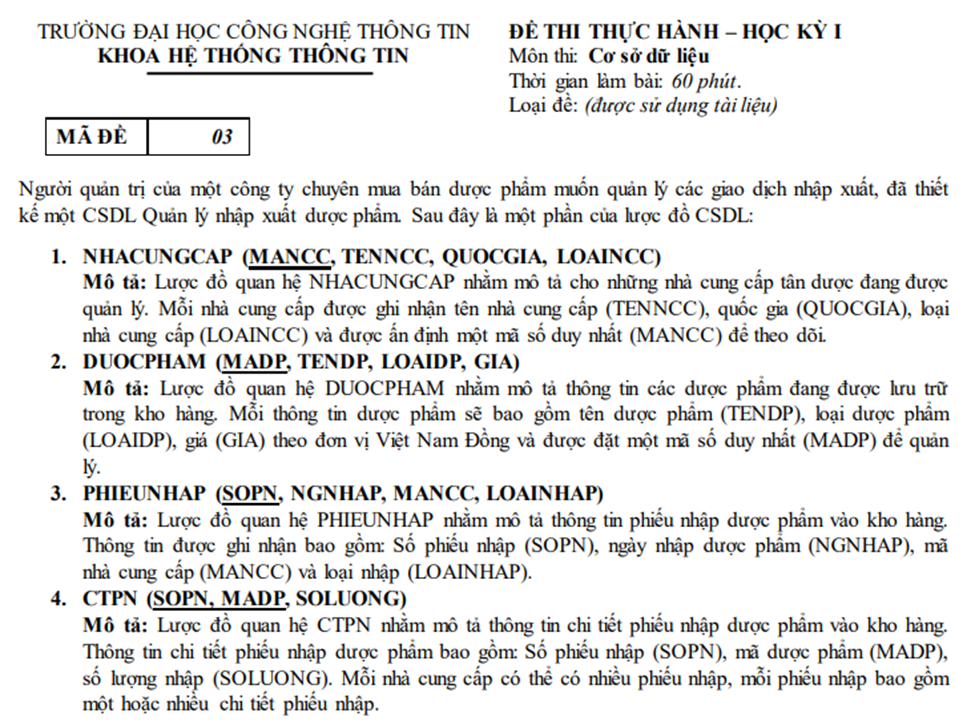 TRƯỜNG ĐẠI HỌC CÔNG NGHỆ THÔNG TIN
KHOA HỆ THỐNG THÔNG TIN
ĐỀ THI THỰC HÀNH – HỌC KỲ I
Môn thi: Cơ sở dữ liệu
Thời gian làm bài: 60 phút.
Loại đề: (được sử dụng tài liệu)
MÃ ĐỀ 03
Người quản trị của một công ty chuyên mua bán dược phẩm muốn quản lý các giao dịch nhập xuất, đã thiết
kế một CSDL Quản lý nhập xuất dược phẩm. Sau đây là một phần của lược đồ CSDL:
1. NHACUNGCAP (MANCC, TENNCC, QUOCGIA, LOAINCC)
Mô tả: Lược đồ quan hệ NHACUNGCAP nhằm mô tả cho những nhà cung cấp tân dược đang được
quản lý. Mỗi nhà cung cấp được ghi nhận tên nhà cung cấp (TENNCC), quốc gia (QUOCGIA), loại
nhà cung cấp (LOAINCC) và được ấn định một mã số duy nhất (MANCC) để theo dõi.
2. DUOCPHAM (MADP, TENDP, LOAIDP, GIA)
Mô tả: Lược đồ quan hệ DUOCPHAM nhằm mô tả thông tin các dược phẩm đang được lưu trữ
trong kho hàng. Mỗi thông tin dược phẩm sẽ bao gồm tên dược phẩm (TENDP), loại dược phẩm
(LOAIDP), giá (GIA) theo đơn vị Việt Nam Đồng và được đặt một mã số duy nhất (MADP) để quản
lý.
3. PHIEUNHAP (SOPN, NGNHAP, MANCC, LOAINHAP)
Mô tả: Lược đồ quan hệ PHIEUNHAP nhằm mô tả thông tin phiếu nhập dược phẩm vào kho hàng.
Thông tin được ghi nhận bao gồm: Số phiếu nhập (SOPN), ngày nhập dược phẩm (NGNHAP), mã
nhà cung cấp (MANCC) và loại nhập (LOAINHAP).
4. CTPN (SOPN, MADP, SOLUONG)
Mô tả: Lược đồ quan hệ CTPN nhằm mô tả thông tin chi tiết phiếu nhập dược phẩm vào kho hàng.
Thông tin chi tiết phiếu nhập dược phẩm bao gồm: Số phiếu nhập (SOPN), mã dược phẩm (MADP),
số lượng nhập (SOLUONG). Mỗi nhà cung cấp có thể có nhiều phiếu nhập, mỗi phiếu nhập bao gồm
một hoặc nhiều chi tiết phiếu nhập.